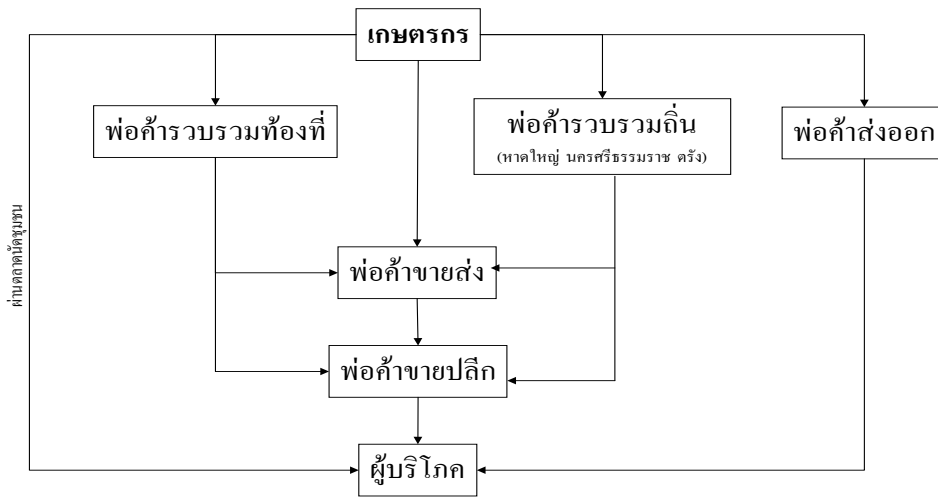 เกษตรกร
พ่อค้ารวบรวมท้องที่
พ่อค้ารวบรวมถิ่น
(หาดใหญ่ นครศรีธรรมราช ตรัง)
พ่อค้าส่งออก
ผ่านตลาดนัดชุมชน
พ่อค้าขายส่ง
พ่อค้าขายปลีก
ผู้บริโภค